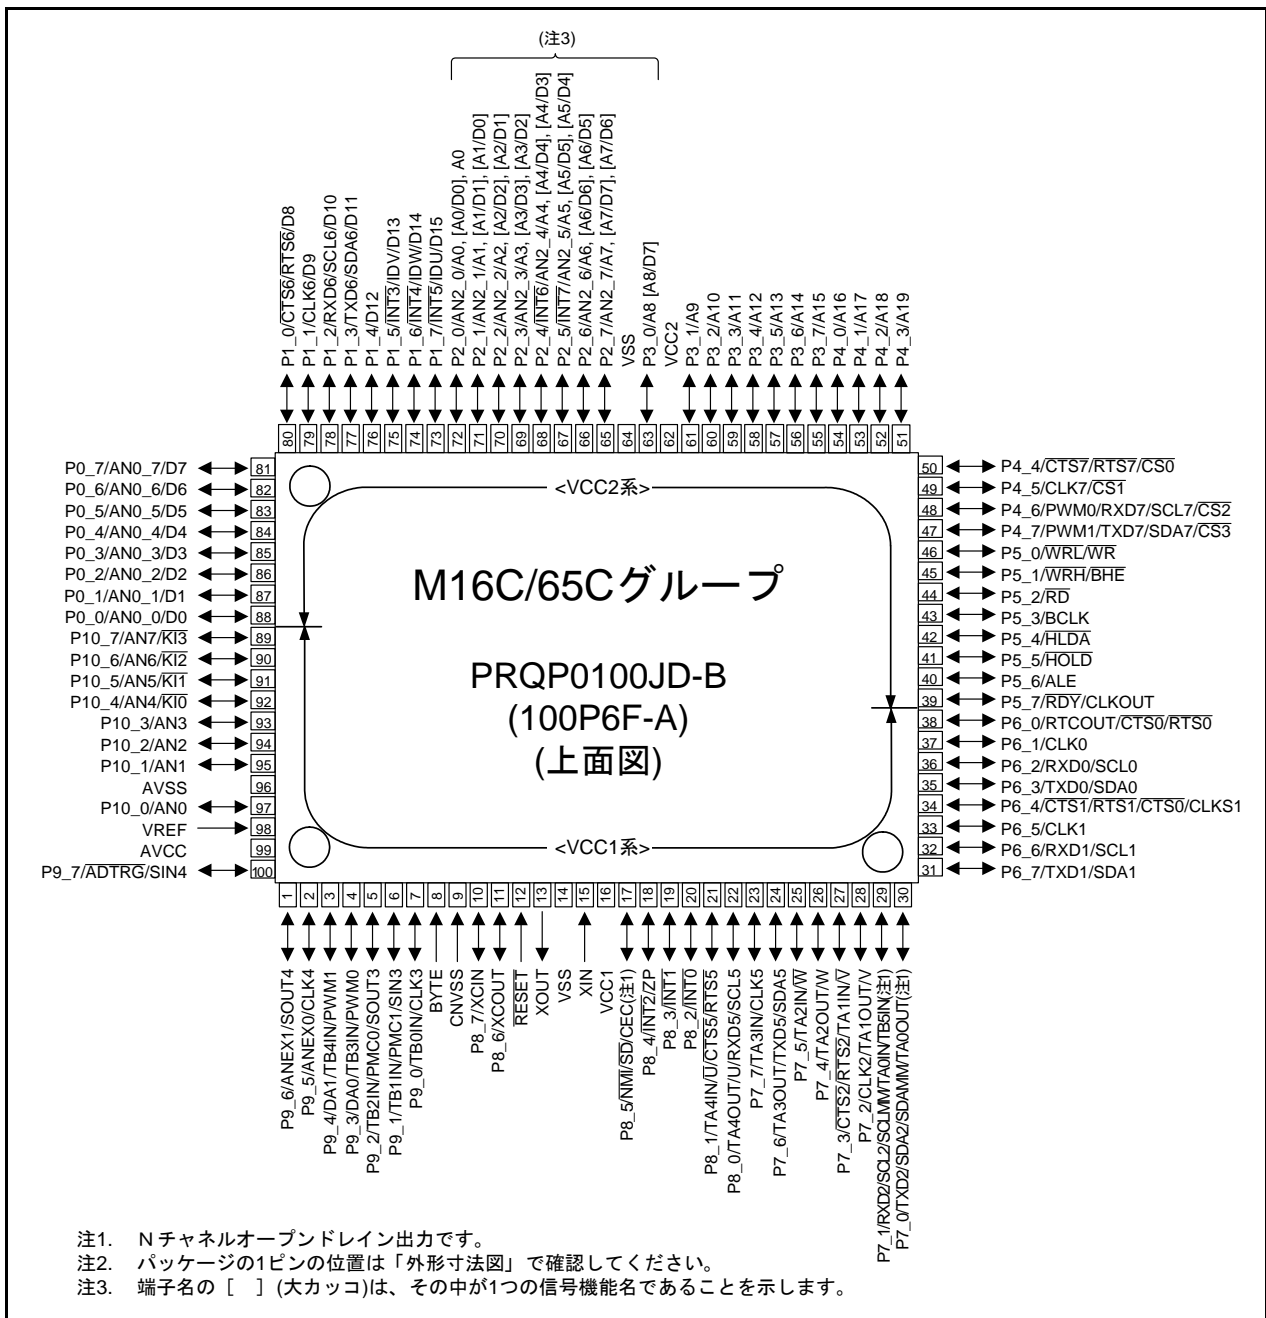 (注3)
P1_0/CTS6/RTS6/D8
P1_1/CLK6/D9
P1_2/RXD6/SCL6/D10
P1_3/TXD6/SDA6/D11
P1_4/D12
P1_5/INT3/IDV/D13
P1_6/INT4/IDW/D14
P1_7/INT5/IDU/D15
P2_0/AN2_0/A0, [A0/D0], A0
P2_1/AN2_1/A1, [A1/D1], [A1/D0]
P2_2/AN2_2/A2, [A2/D2], [A2/D1]
P2_3/AN2_3/A3, [A3/D3], [A3/D2]
P2_4/INT6/AN2_4/A4, [A4/D4], [A4/D3]
P2_5/INT7/AN2_5/A5, [A5/D5], [A5/D4]
P2_6/AN2_6/A6, [A6/D6], [A6/D5]
P2_7/AN2_7/A7, [A7/D7], [A7/D6]
VSS
P3_0/A8 [A8/D7]
VCC2
P3_1/A9
P3_2/A10
P3_3/A11
P3_4/A12
P3_5/A13
P3_6/A14
P3_7/A15
P4_0/A16
P4_1/A17
P4_2/A18
P4_3/A19
80 79 78 77 76 75 74 73 72 71 70 69 68 67 66 65 64 63 62 61 60 59 58 57 56 55 54 53 52 51
P0_7/AN0_7/D7 81
P0_6/AN0_6/D6 82
P0_5/AN0_5/D5 83
P0_4/AN0_4/D4 84
P0_3/AN0_3/D3 85
P0_2/AN0_2/D2 86
P0_1/AN0_1/D1 87
P0_0/AN0_0/D0 88
P10_7/AN7/KI3 89
P10_6/AN6/KI2 90
P10_5/AN5/KI1 91
P10_4/AN4/KI0 92
P10_3/AN3 93
P10_2/AN2 94
P10_1/AN1 95
AVSS 96
P10_0/AN0 97
VREF 98
AVCC 99
P9_7/ADTRG/SIN4 100
<VCC2系>
M16C/65Cグループ
PRQP0100JD-B
(100P6F-A)
(上面図)
<VCC1系>
50 P4_4/CTS7/RTS7/CS0
49 P4_5/CLK7/CS1
48 P4_6/PWM0/RXD7/SCL7/CS2
47 P4_7/PWM1/TXD7/SDA7/CS3
46 P5_0/WRL/WR
45 P5_1/WRH/BHE
44 P5_2/RD
43 P5_3/BCLK
42 P5_4/HLDA
41 P5_5/HOLD
40 P5_6/ALE
39 P5_7/RDY/CLKOUT
38 P6_0/RTCOUT/CTS0/RTS0
37 P6_1/CLK0
36 P6_2/RXD0/SCL0
35 P6_3/TXD0/SDA0
34 P6_4/CTS1/RTS1/CTS0/CLKS1
33 P6_5/CLK1
32 P6_6/RXD1/SCL1
31 P6_7/TXD1/SDA1
1 2 3 4 5 6 7 8 9 10 11 12 13 14 15 16 17 18 19 20 21 22 23 24 25 26 27 28 29 30
P9_6/ANEX1/SOUT4
P9_5/ANEX0/CLK4
P9_4/DA1/TB4IN/PWM1
P9_3/DA0/TB3IN/PWM0
P9_2/TB2IN/PMC0/SOUT3
P9_1/TB1IN/PMC1/SIN3
P9_0/TB0IN/CLK3
BYTE
CNVSS
P8_7/XCIN
P8_6/XCOUT
RESET
XOUT
VSS
XIN
VCC1
P8_5/NMI/SD/CEC(注1)
P8_4/INT2/ZP
P8_3/INT1
P8_2/INT0
P8_1/TA4IN/U/CTS5/RTS5
P8_0/TA4OUT/U/RXD5/SCL5
P7_7/TA3IN/CLK5
P7_6/TA3OUT/TXD5/SDA5
P7_5/TA2IN/W
P7_4/TA2OUT/W
P7_3/CTS2/RTS2/TA1IN/V
P7_2/CLK2/TA1OUT/V
P7_1/RXD2/SCL2/SCLMM/TA0IN/TB5IN(注1)
P7_0/TXD2/SDA2/SDAMM/TA0OUT(注1)
注1. Nチャネルオープンドレイン出力です。
注2. パッケージの1ピンの位置は「外形寸法図」で確認してください。
注3. 端子名の［ ］(大カッコ)は、その中が1つの信号機能名であることを示します。